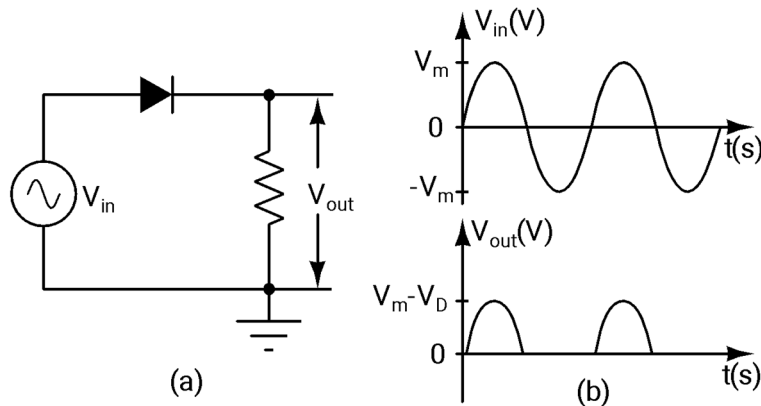 V_in
V_out
(a)
V_in(V)
V_m
0
-V_m
t(s)
V_out(V)
V_m-V_D
0
t(s)
(b)